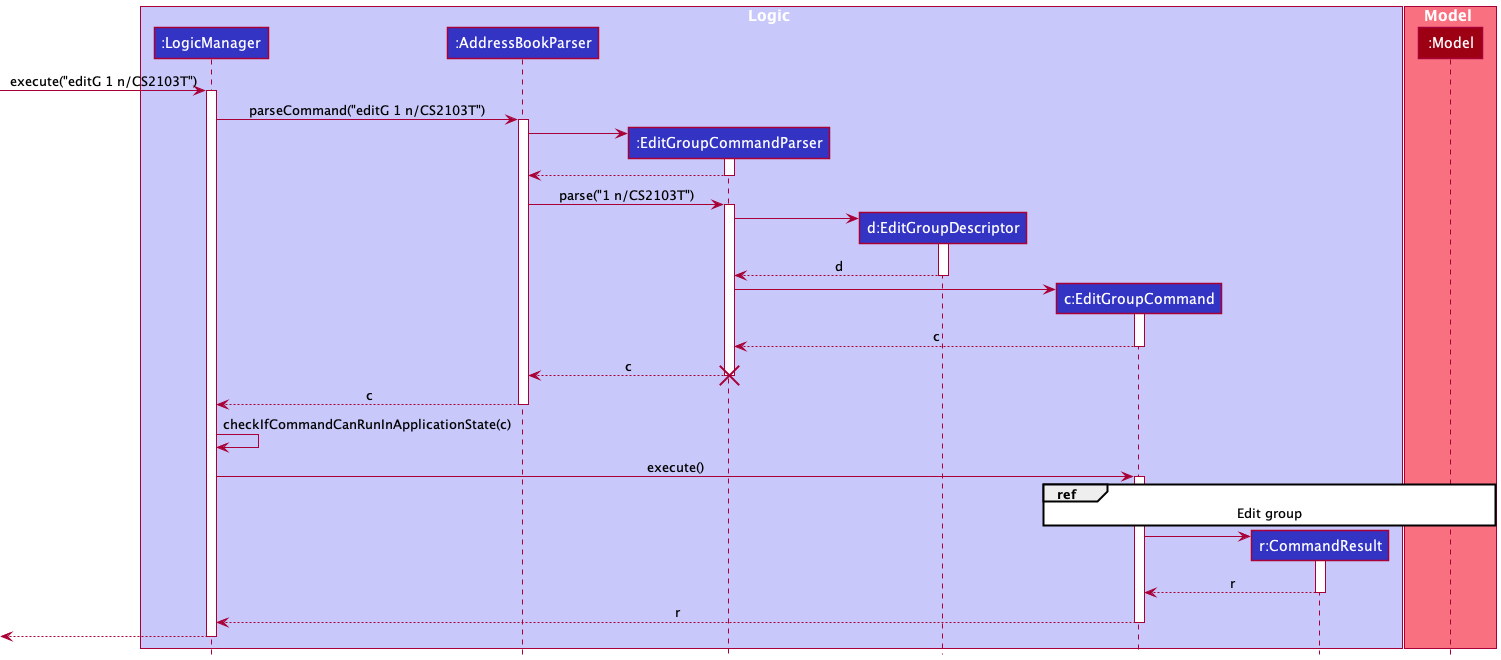 Logic
Model
:LogicManager
:AddressBookParser
:Model
execute("editG 1 n/CS2103T")
parseCommand("editG 1 n/CS2103T")
:EditGroupCommandParser
parse("1 n/CS2103T")
d:EditGroupDescriptor
d
c:EditGroupCommand
c
c
c
checkIfCommandCanRunInApplicationState(c)
execute()
ref
Edit group
r:CommandResult
r
r